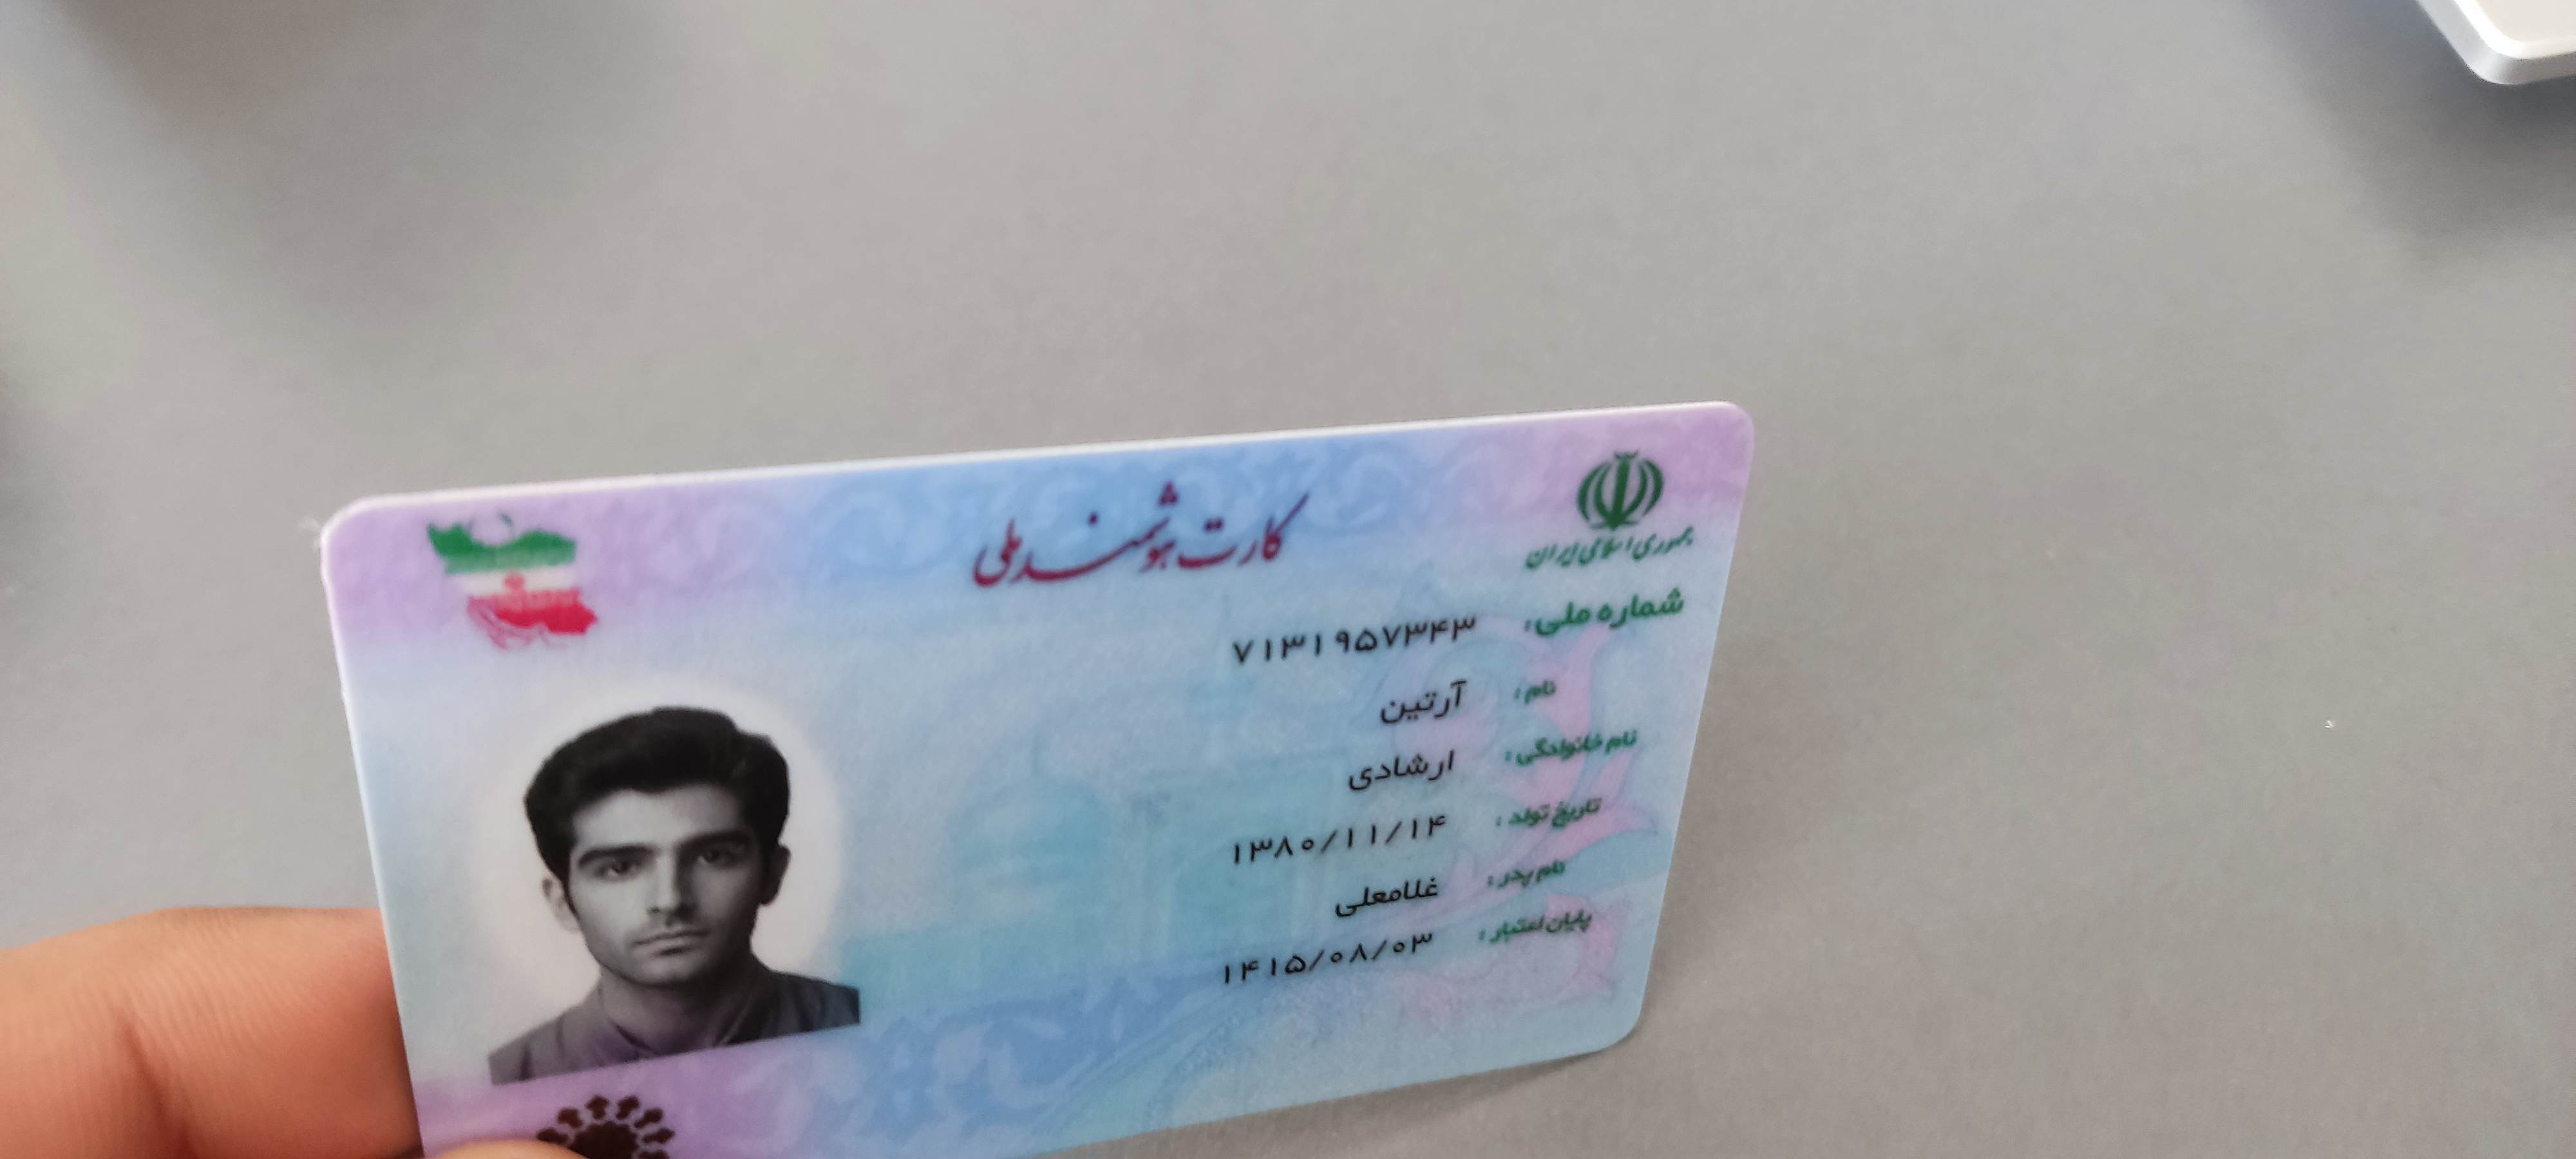 جمهوری اسلامی ایران
کارت هوشمند ملی
شماره ملی: ۷۱۳۱۹۵۷۳۴۳
نام: آرتین
نام خانوادگی: ارشادی
تاریخ تولد: ۱۳۸۰/۱۱/۱۴
نام پدر: غلامعلی
پایان اعتبار: ۱۴۱۵/۰۸/۰۳